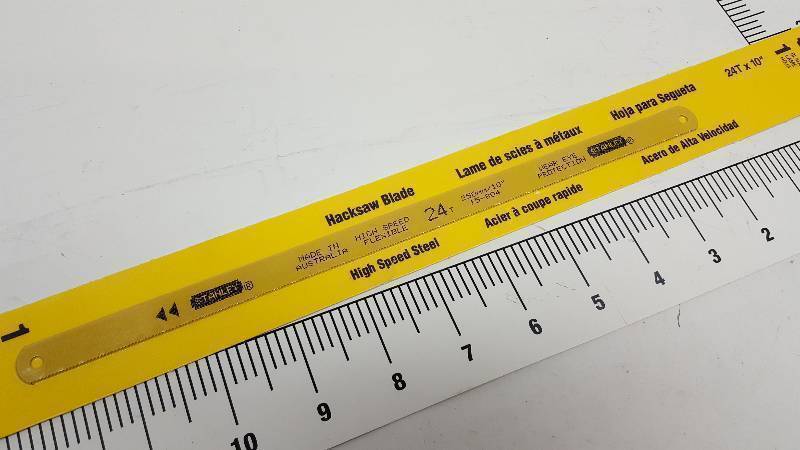 24T x 10"
1
Hoja para Segueta
Lame de scies à métaux
Hacksaw Blade
STANLEY®
MADE IN
AUSTRALIA
HIGH SPEED
FLEXIBLE
24T
250mm/10"
15-804
WEAR EYE
PROTECTION
STANLEY®
High Speed Steel
Acier à coupe rapide
Acero de Alta Velocidad
1
10
9
8
7
6
5
4
3
2